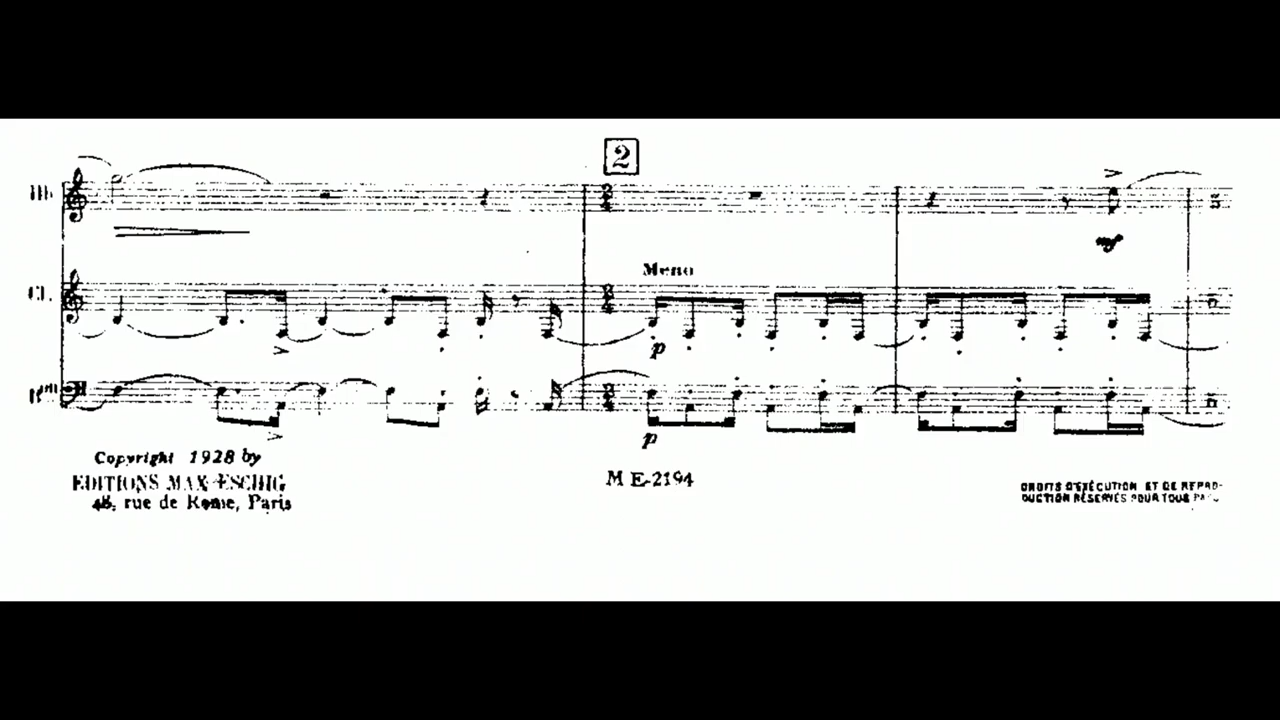 2
Hb.
Meno
Cl.
mf
p
p
Copyright 1928 by
EDITIONS MAX ESCHIG
48, rue de Rome, Paris
M E-2194
DROITS D'EXÉCUTION ET DE REPRO-
DUCTION RÉSERVÉS POUR TOUS PAYS